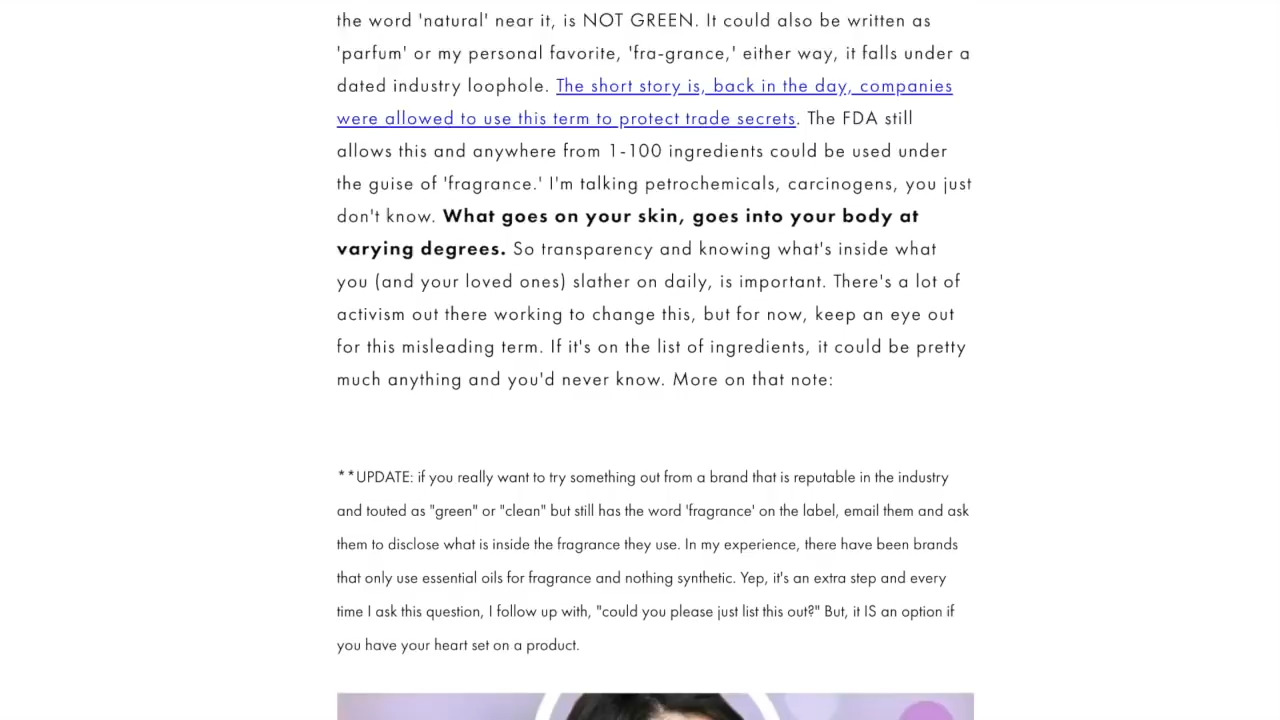 the word 'natural' near it, is NOT GREEN. It could also be written as
'parfum' or my personal favorite, 'fra-grance,' either way, it falls under a
dated industry loophole. The short story is, back in the day, companies
were allowed to use this term to protect trade secrets. The FDA still
allows this and anywhere from 1-100 ingredients could be used under
the guise of 'fragrance.' I'm talking petrochemicals, carcinogens, you just
don't know. What goes on your skin, goes into your body at
varying degrees. So transparency and knowing what's inside what
you (and your loved ones) slather on daily, is important. There's a lot of
activism out there working to change this, but for now, keep an eye out
for this misleading term. If it's on the list of ingredients, it could be pretty
much anything and you'd never know. More on that note:
**UPDATE: if you really want to try something out from a brand that is reputable in the industry
and touted as "green" or "clean" but still has the word 'fragrance' on the label, email them and ask
them to disclose what is inside the fragrance they use. In my experience, there have been brands
that only use essential oils for fragrance and nothing synthetic. Yep, it's an extra step and every
time I ask this question, I follow up with, "could you please just list this out?" But, it IS an option if
you have your heart set on a product.